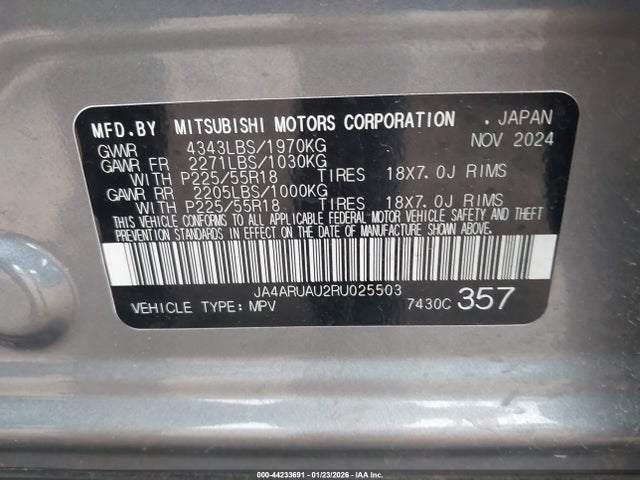 MFD.BY MITSUBISHI MOTORS CORPORATION . JAPAN
GVWR 4343LBS/1970KG NOV 2024
GAWR FR 2271LBS/1030KG
WITH P225/55R18 TIRES 18X7.0J RIMS
GAWR RR 2205LBS/1000KG
WITH P225/55R18 TIRES 18X7.0J RIMS
THIS VEHICLE CONFORMS TO ALL APPLICABLE FEDERAL MOTOR VEHICLE SAFETY AND THEFT
PREVENTION STANDARDS IN EFFECT ON THE DATE OF MANUFACTURE SHOWN ABOVE.
JA4ARUAU2RU025503
VEHICLE TYPE: MPV 7430C 357
000-44233691 - 01/23/2026 - IAA Inc.